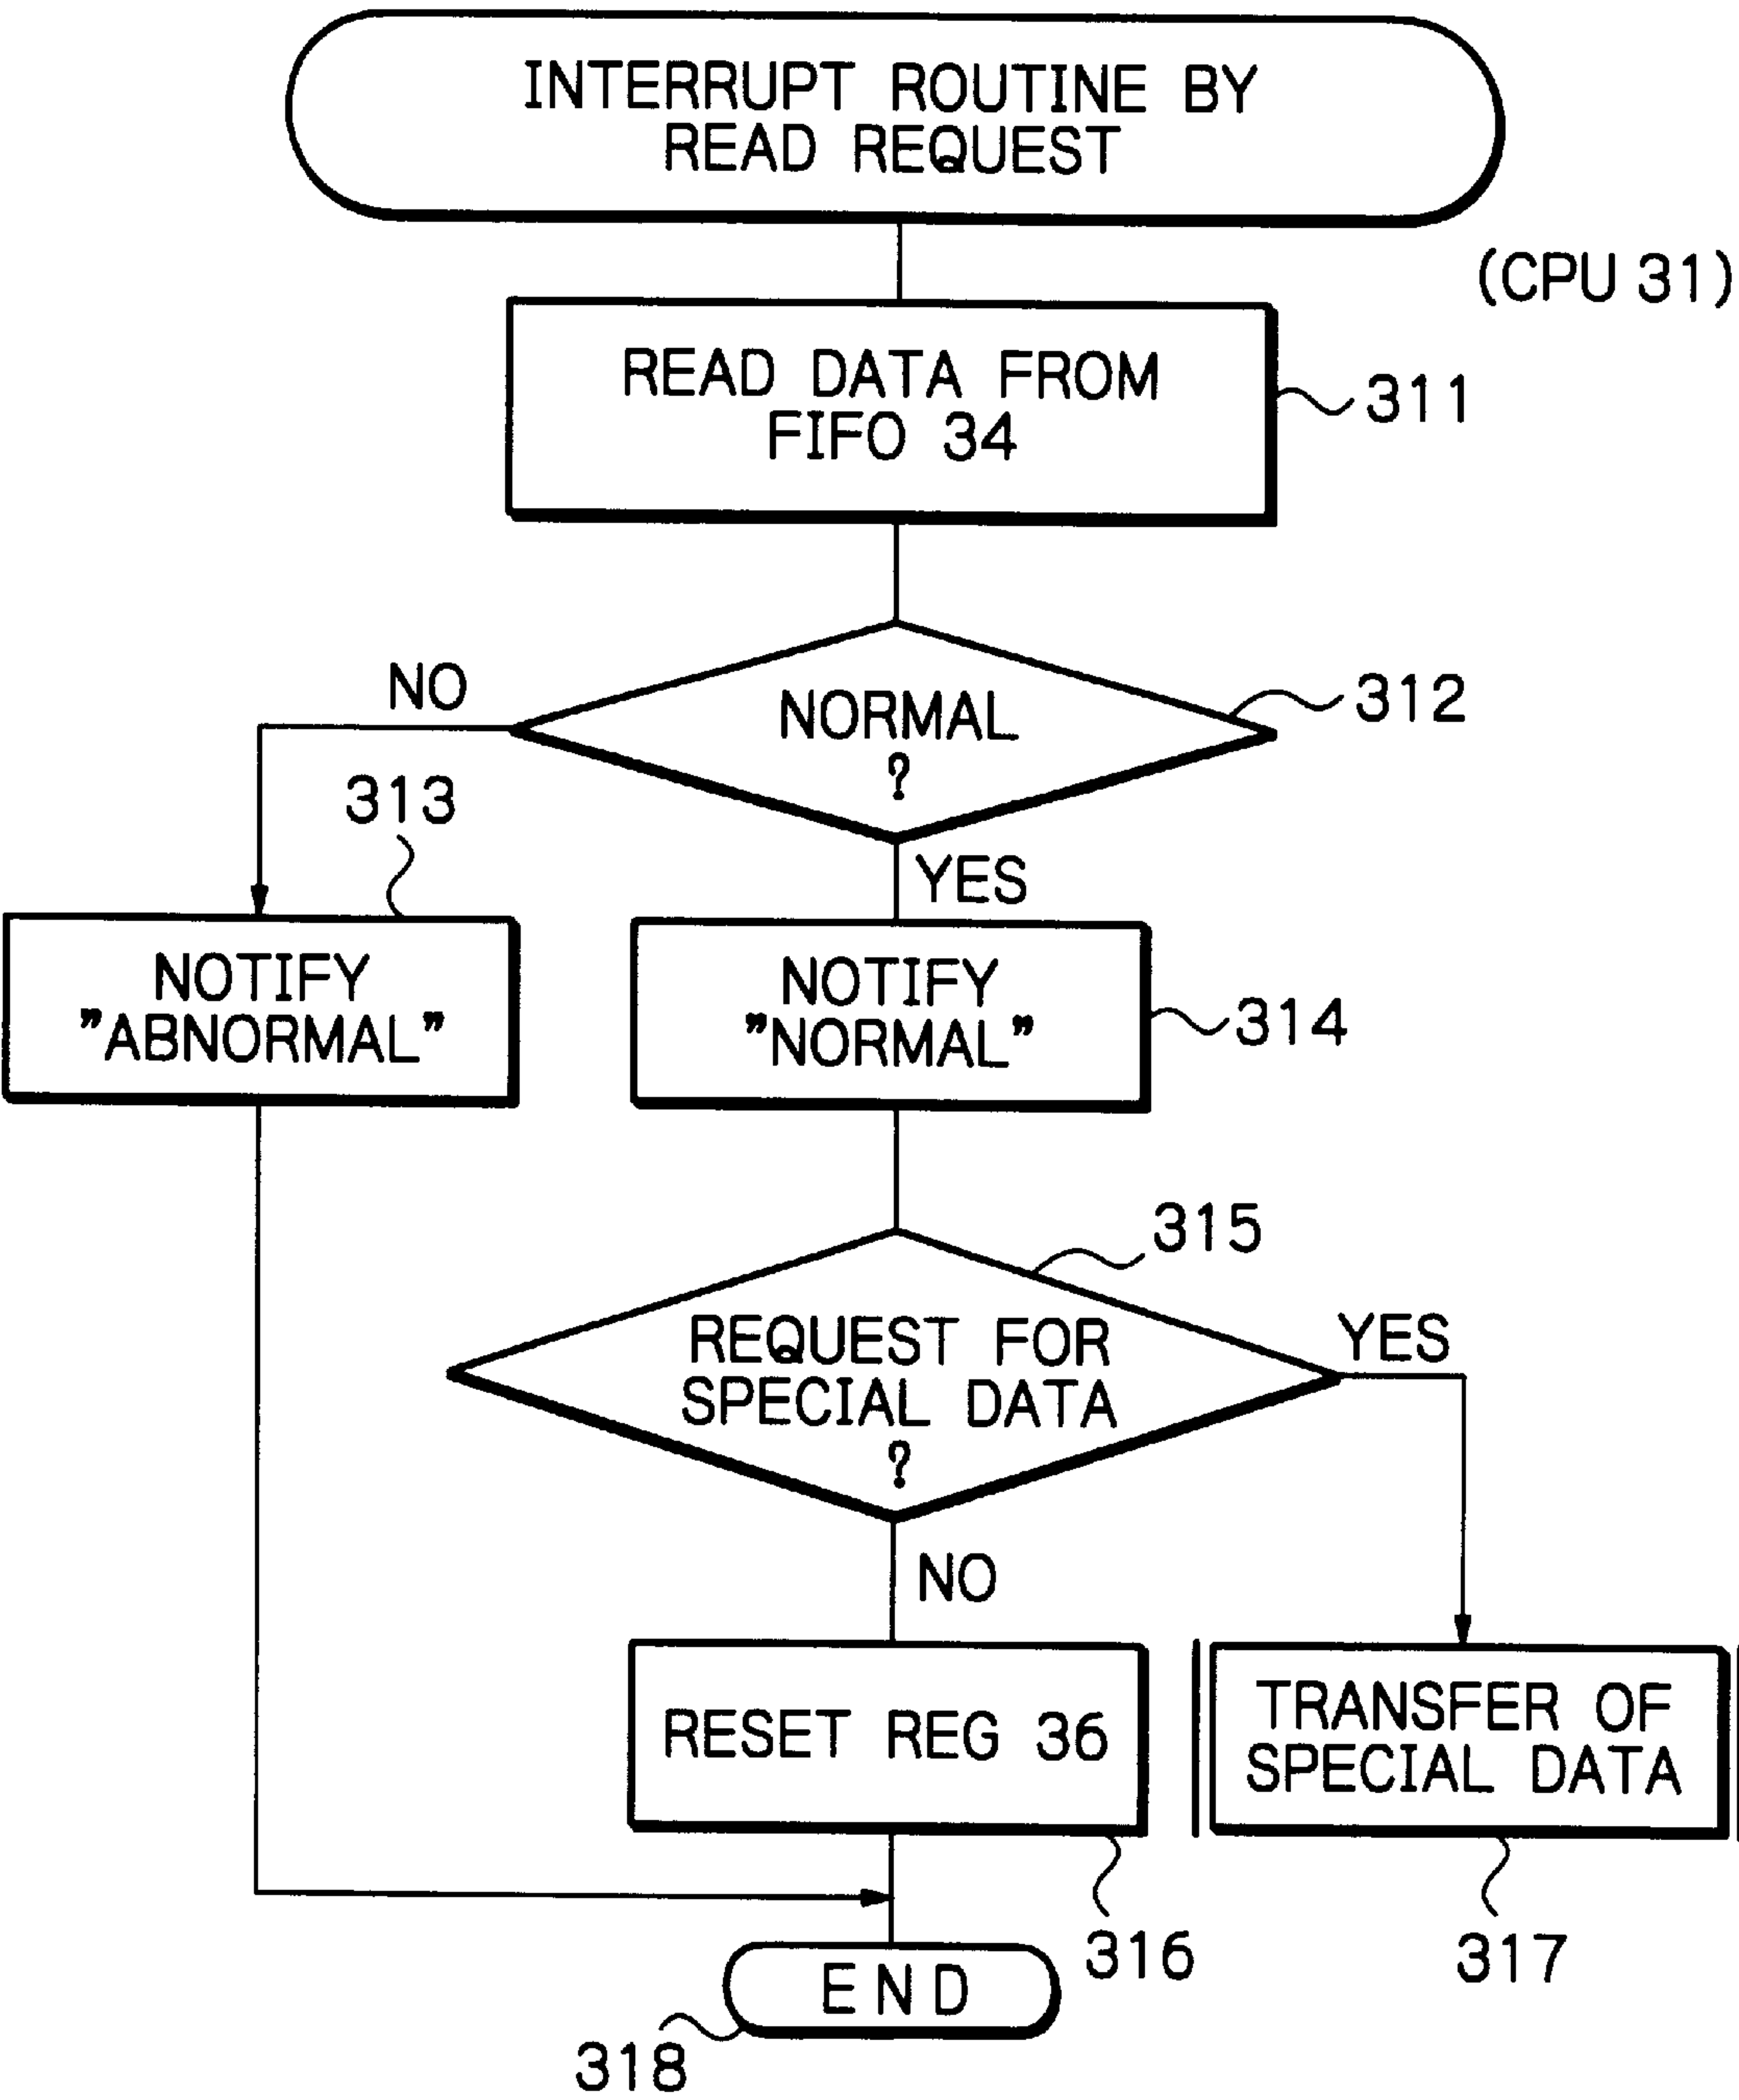 INTERRUPT ROUTINE BY
READ REQUEST
(CPU 31)
READ DATA FROM
FIFO 34
311
NO
NORMAL
?
312
313
YES
NOTIFY
"ABNORMAL"
NOTIFY
"NORMAL"
314
315
REQUEST FOR
SPECIAL DATA
?
YES
NO
RESET REG 36
TRANSFER OF
SPECIAL DATA
316
317
END
318